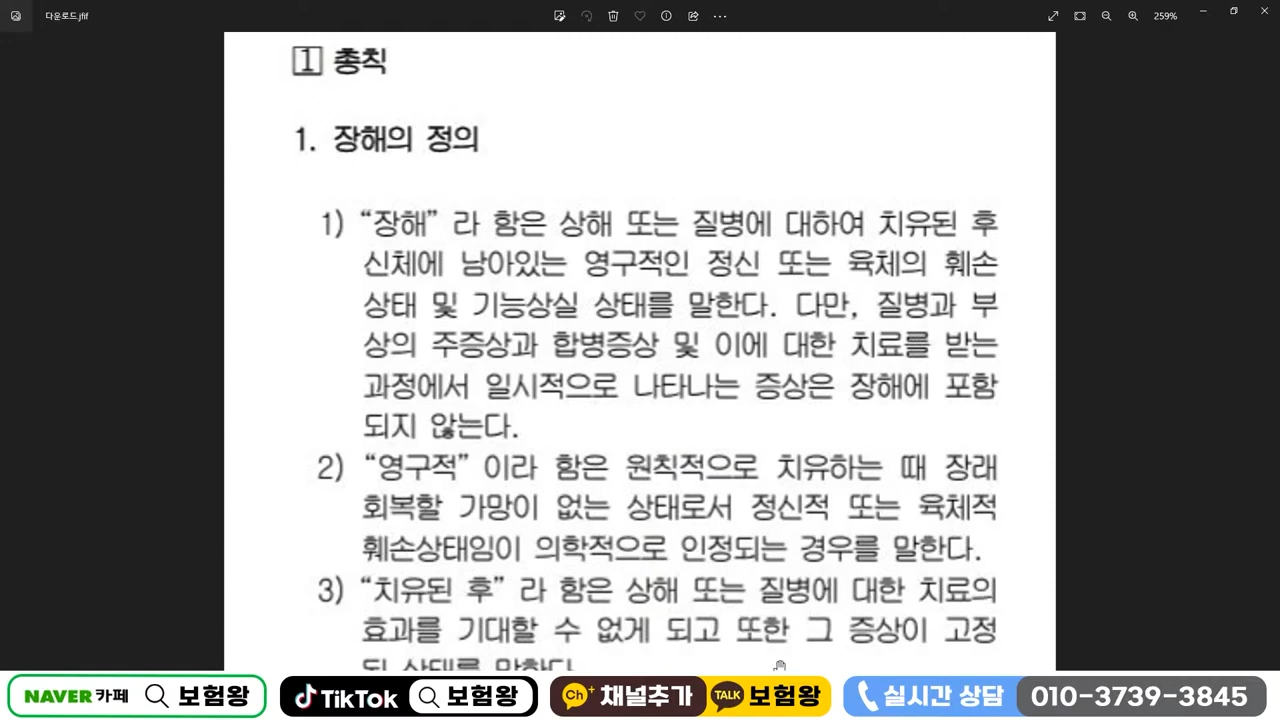 다운로드.jfif
259%
1 총칙
1. 장해의 정의
1) “장해” 라 함은 상해 또는 질병에 대하여 치유된 후
신체에 남아있는 영구적인 정신 또는 육체의 훼손
상태 및 기능상실 상태를 말한다. 다만, 질병과 부
상의 주증상과 합병증상 및 이에 대한 치료를 받는
과정에서 일시적으로 나타나는 증상은 장해에 포함
되지 않는다.
2) “영구적” 이라 함은 원칙적으로 치유하는 때 장래
회복할 가망이 없는 상태로서 정신적 또는 육체적
훼손상태임이 의학적으로 인정되는 경우를 말한다.
3) “치유된 후” 라 함은 상해 또는 질병에 대한 치료의
효과를 기대할 수 없게 되고 또한 그 증상이 고정
된 상태를 말한다.
NAVER 카페 보험왕 TikTok 보험왕 Ch+ 채널추가 TALK 보험왕 실시간 상담 010-3739-3845